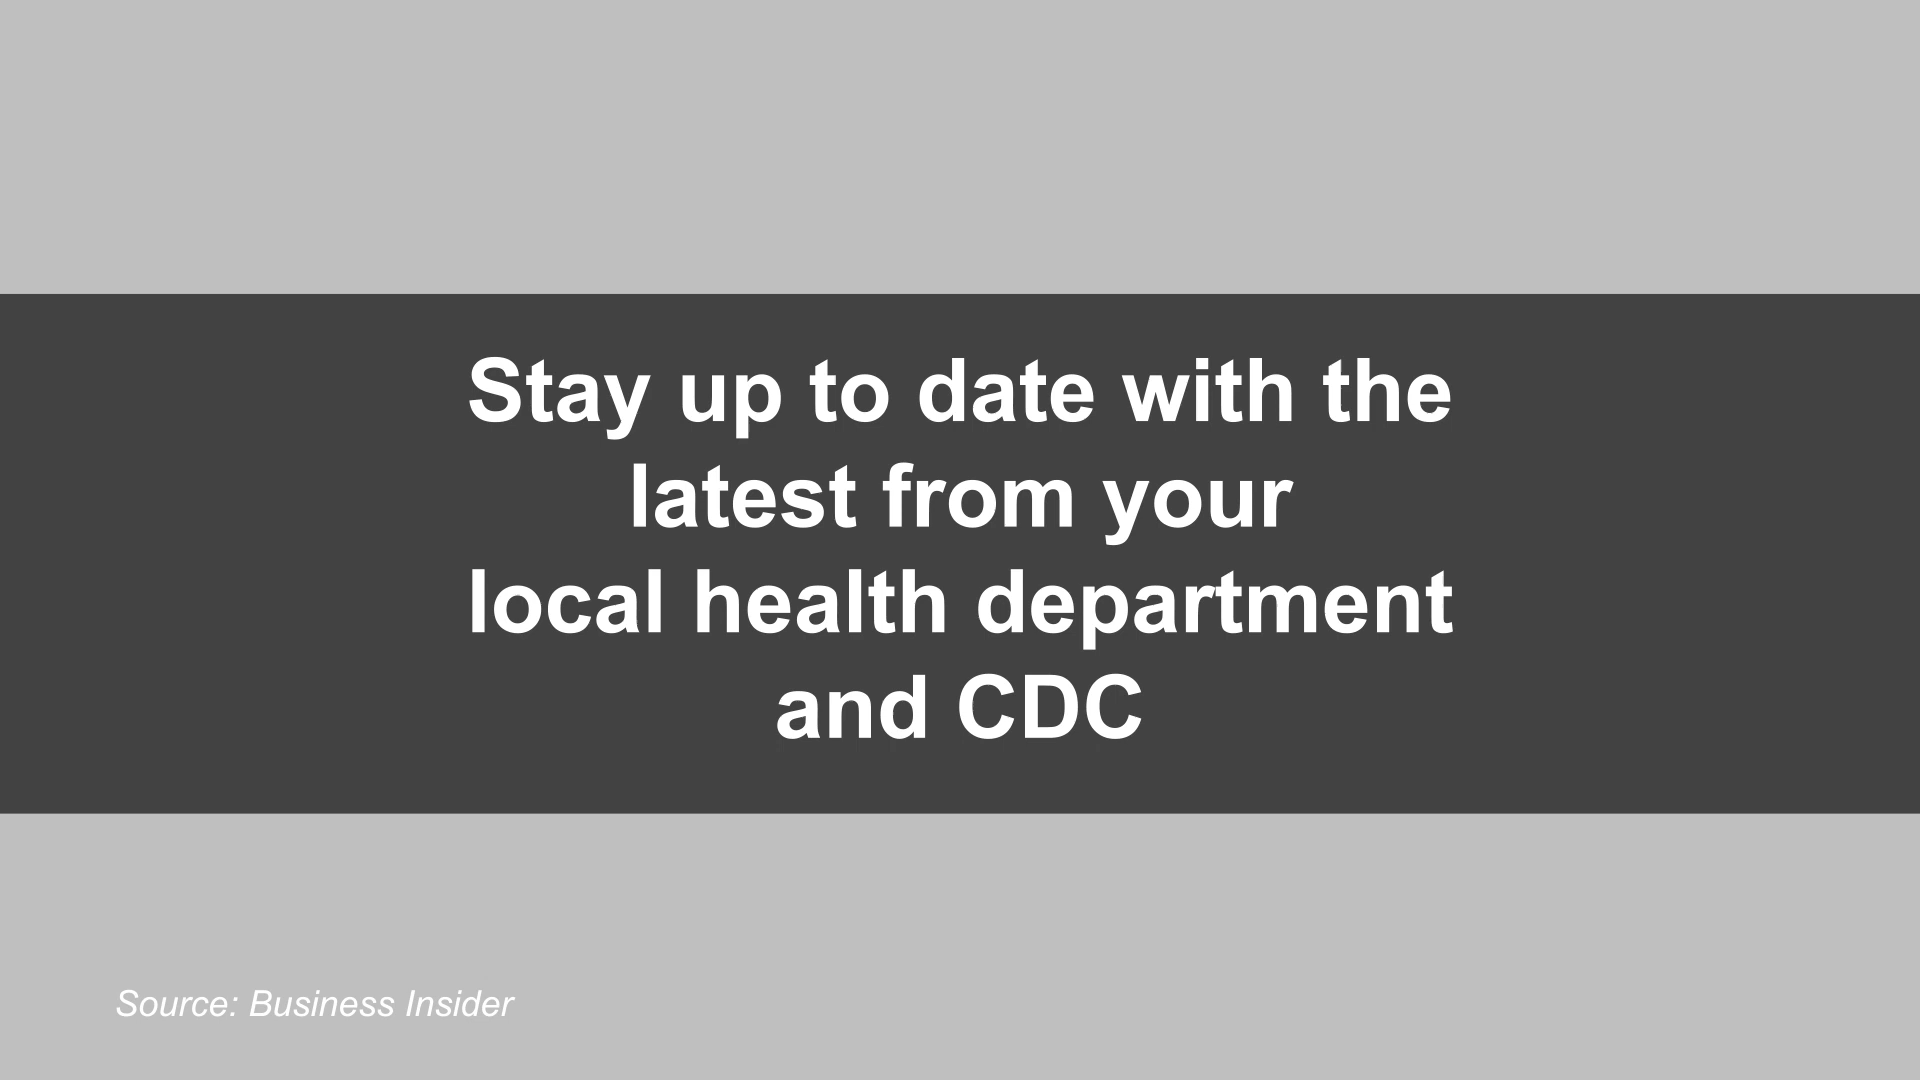 Stay up to date with the
latest from your
local health department
and CDC
Source: Business Insider